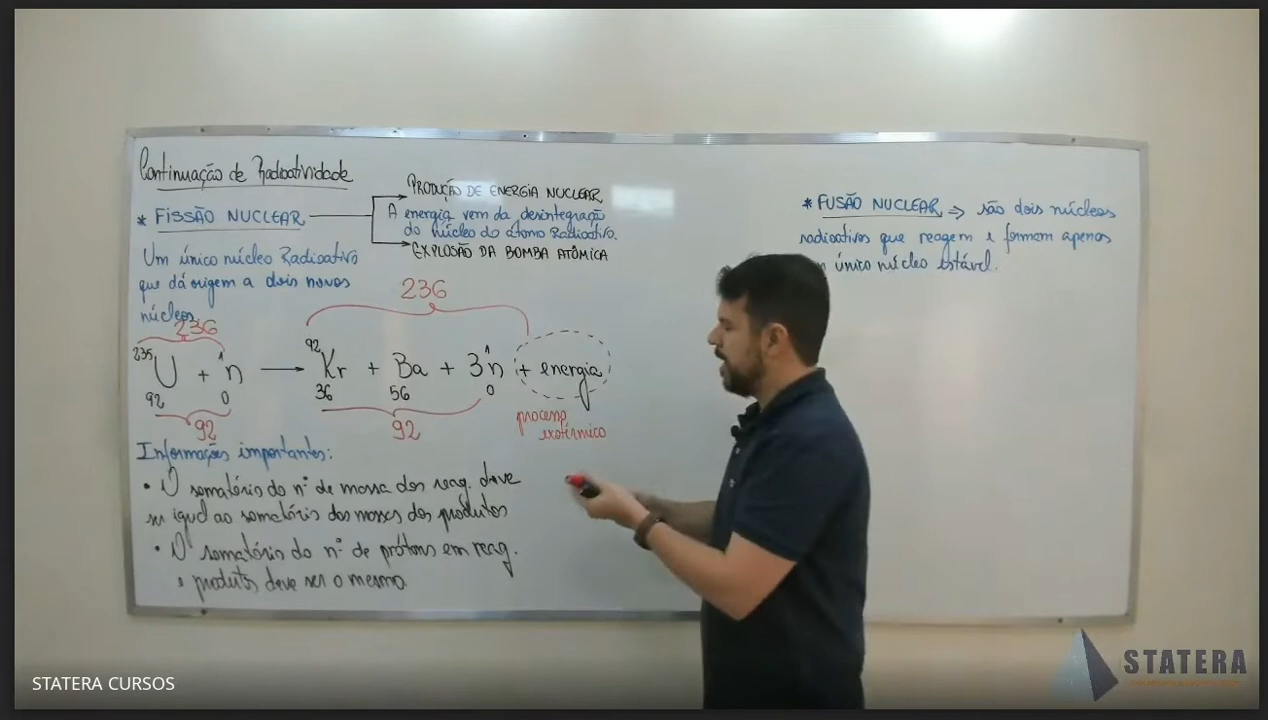 Continuação de Radioatividade
* FISSÃO NUCLEAR
PRODUÇÃO DE ENERGIA NUCLEAR
A energia vem da desintegração
do núcleo do átomo Radioativo.
EXPLOSÃO DA BOMBA ATÔMICA
Um único núcleo Radioativo
que dá origem a dois novos
núcleos.
236 236
235 1 92 1
U + n → Kr + Ba + 3n + energia
92 0 36 56 0
92 92
processo
exotérmico
Informações importantes:
• O somatório do nº de massa dos reag. deve
ser igual ao somatório das massas dos produtos
• O somatório do nº de prótons em reag.
e produtos deve ser o mesmo
* FUSÃO NUCLEAR => são dois núcleos
radioativos que reagem e formam apenas
único núcleo estável.
STATERA CURSOS
STATERA